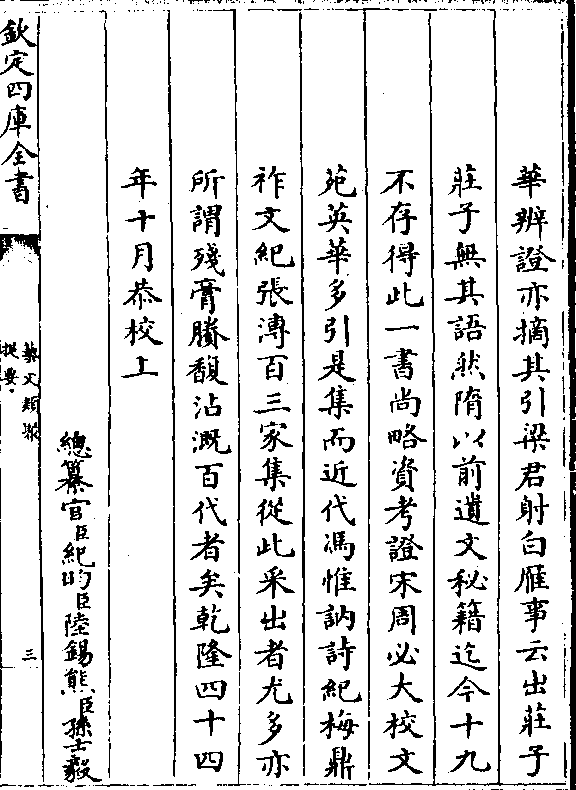 華辨證亦摘其引梁君射白雁事云出莊子
莊子無其語然隋以前遺文秘籍迄今十九
不存得此一書尚略資考證宋周必大校文
苑英華多引是集而近代馮惟訥詩紀梅鼎
祚文紀張溥百三家集從此采出者尤多亦
所謂殘膏賸馥沾溉百代者矣乾隆四十四
年十月恭校上
總纂官臣紀昀臣陸錫熊臣孫士毅
欽定四庫全書
藝文類聚
提要
三